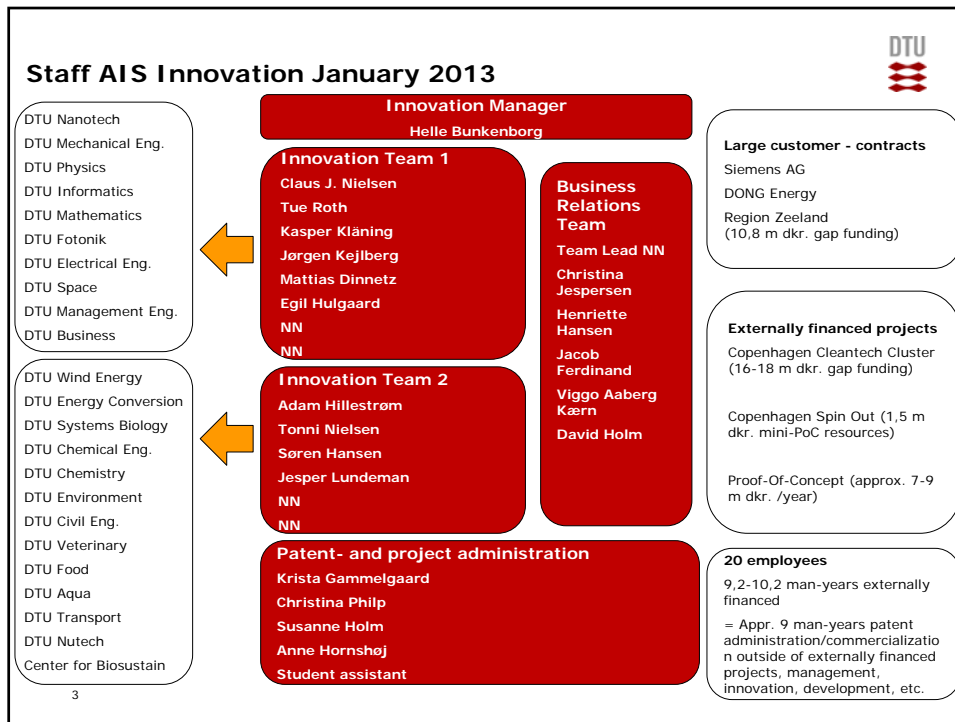 DTU
Staff AIS Innovation January 2013
DTU Nanotech
DTU Mechanical Eng.
DTU Physics
DTU Informatics
DTU Mathematics
DTU Fotonik
DTU Electrical Eng.
DTU Space
DTU Management Eng.
DTU Business
DTU Wind Energy
DTU Energy Conversion
DTU Systems Biology
DTU Chemical Eng.
DTU Chemistry
DTU Environment
DTU Civil Eng.
DTU Veterinary
DTU Food
DTU Aqua
DTU Transport
DTU Nutech
Center for Biosustain
Innovation Manager
Helle Bunkenborg
Innovation Team 1
Claus J. Nielsen
Tue Roth
Kasper Kläning
Jørgen Kejlberg
Mattias Dinnetz
Egil Hulgaard
NN
NN
Innovation Team 2
Adam Hillestrøm
Tonni Nielsen
Søren Hansen
Jesper Lundeman
NN
NN
Business
Relations
Team
Team Lead NN
Christina
Jespersen
Henriette
Hansen
Jacob
Ferdinand
Viggo Aaberg
Kærn
David Holm
Patent- and project administration
Krista Gammelgaard
Christina Philp
Susanne Holm
Anne Hornshøj
Student assistant
Large customer - contracts
Siemens AG
DONG Energy
Region Zeeland
(10,8 m dkr. gap funding)
Externally financed projects
Copenhagen Cleantech Cluster
(16-18 m dkr. gap funding)
Copenhagen Spin Out (1,5 m
dkr. mini-PoC resources)
Proof-Of-Concept (approx. 7-9
m dkr. /year)
20 employees
9,2-10,2 man-years externally
financed
= Appr. 9 man-years patent
administration/commercializatio
n outside of externally financed
projects, management,
innovation, development, etc.
3